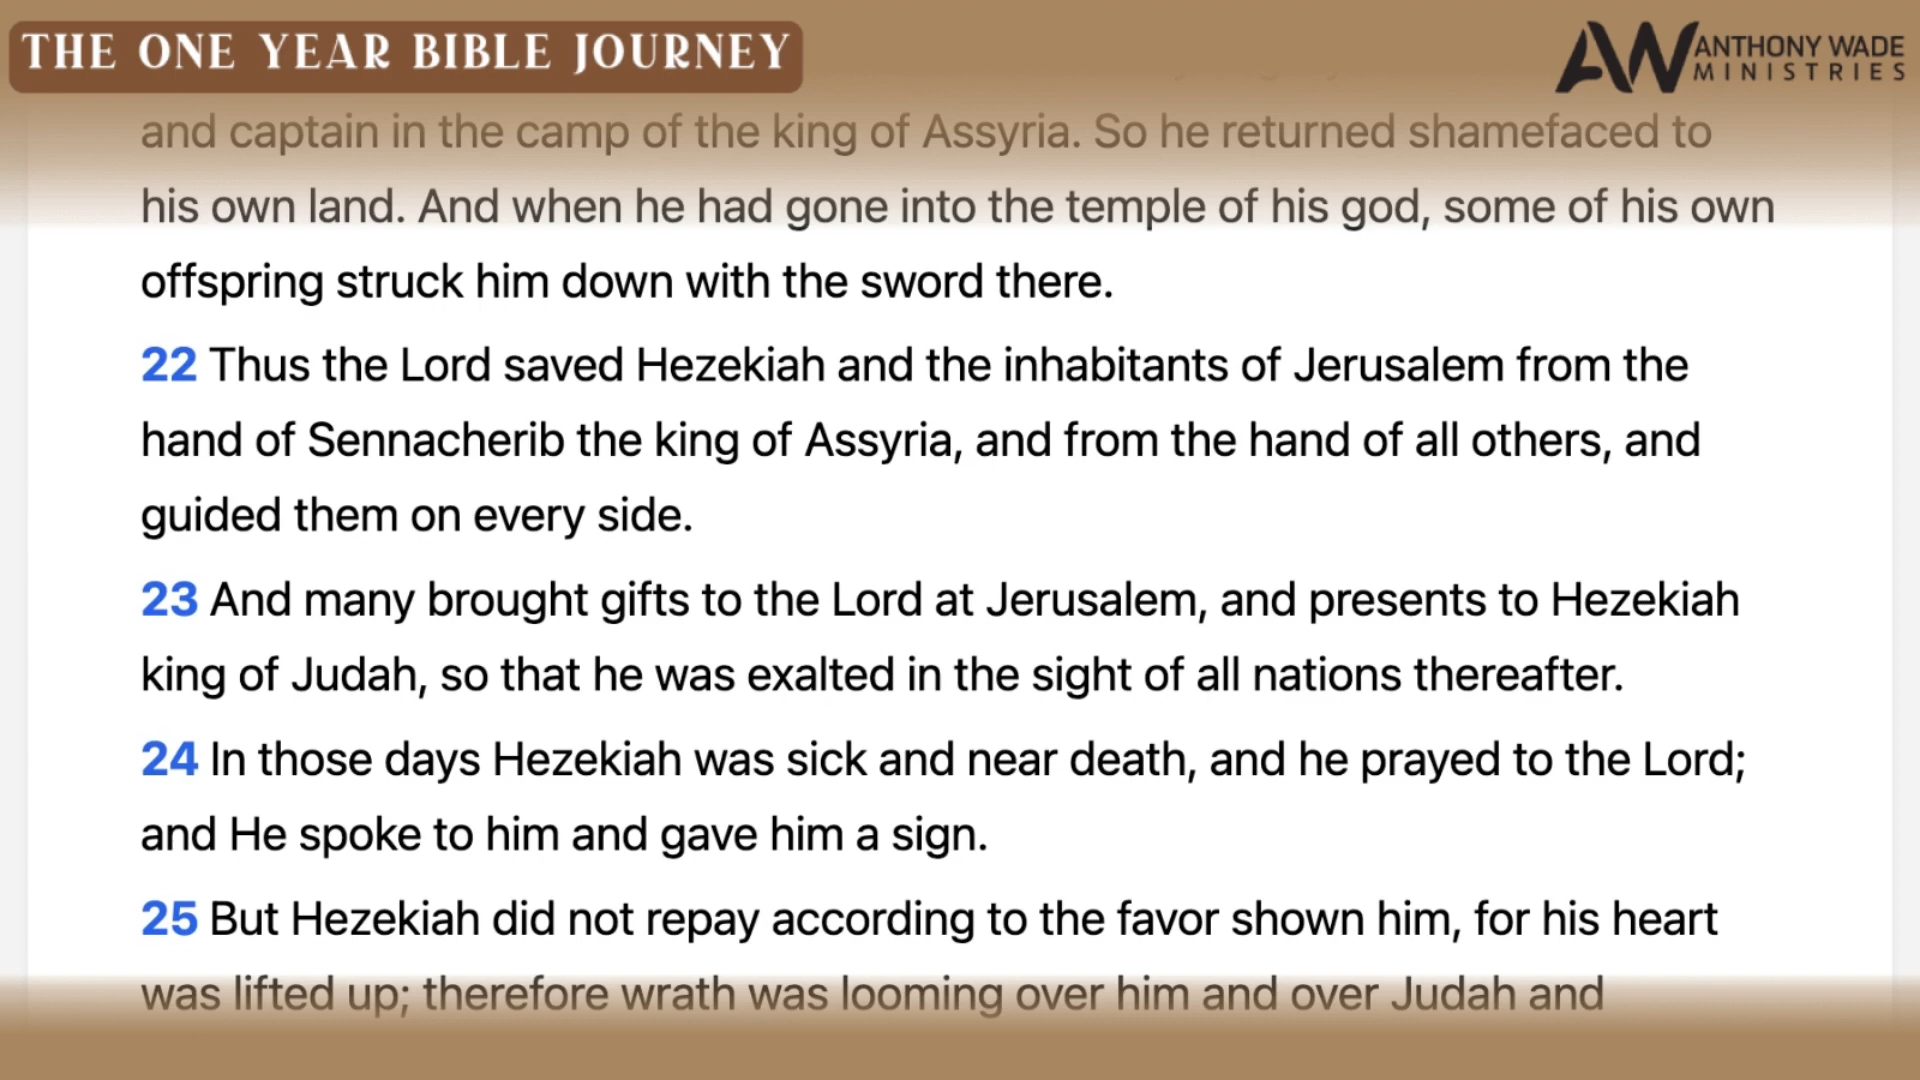 THE ONE YEAR BIBLE JOURNEY
ANTHONY WADE
MINISTRIES
and captain in the camp of the king of Assyria. So he returned shamefaced to
his own land. And when he had gone into the temple of his god, some of his own
offspring struck him down with the sword there.
22 Thus the Lord saved Hezekiah and the inhabitants of Jerusalem from the
hand of Sennacherib the king of Assyria, and from the hand of all others, and
guided them on every side.
23 And many brought gifts to the Lord at Jerusalem, and presents to Hezekiah
king of Judah, so that he was exalted in the sight of all nations thereafter.
24 In those days Hezekiah was sick and near death, and he prayed to the Lord;
and He spoke to him and gave him a sign.
25 But Hezekiah did not repay according to the favor shown him, for his heart
was lifted up; therefore wrath was looming over him and over Judah and